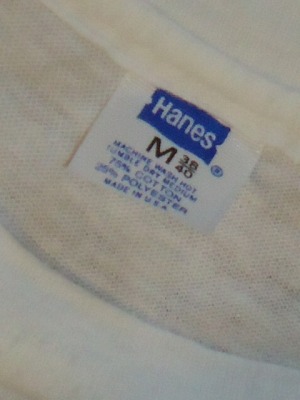 Hanes
M 38 40 ®
MACHINE WASH HOT
TUMBLE DRY MEDIUM
75% COTTON
25% POLYESTER
MADE IN U.S.A.